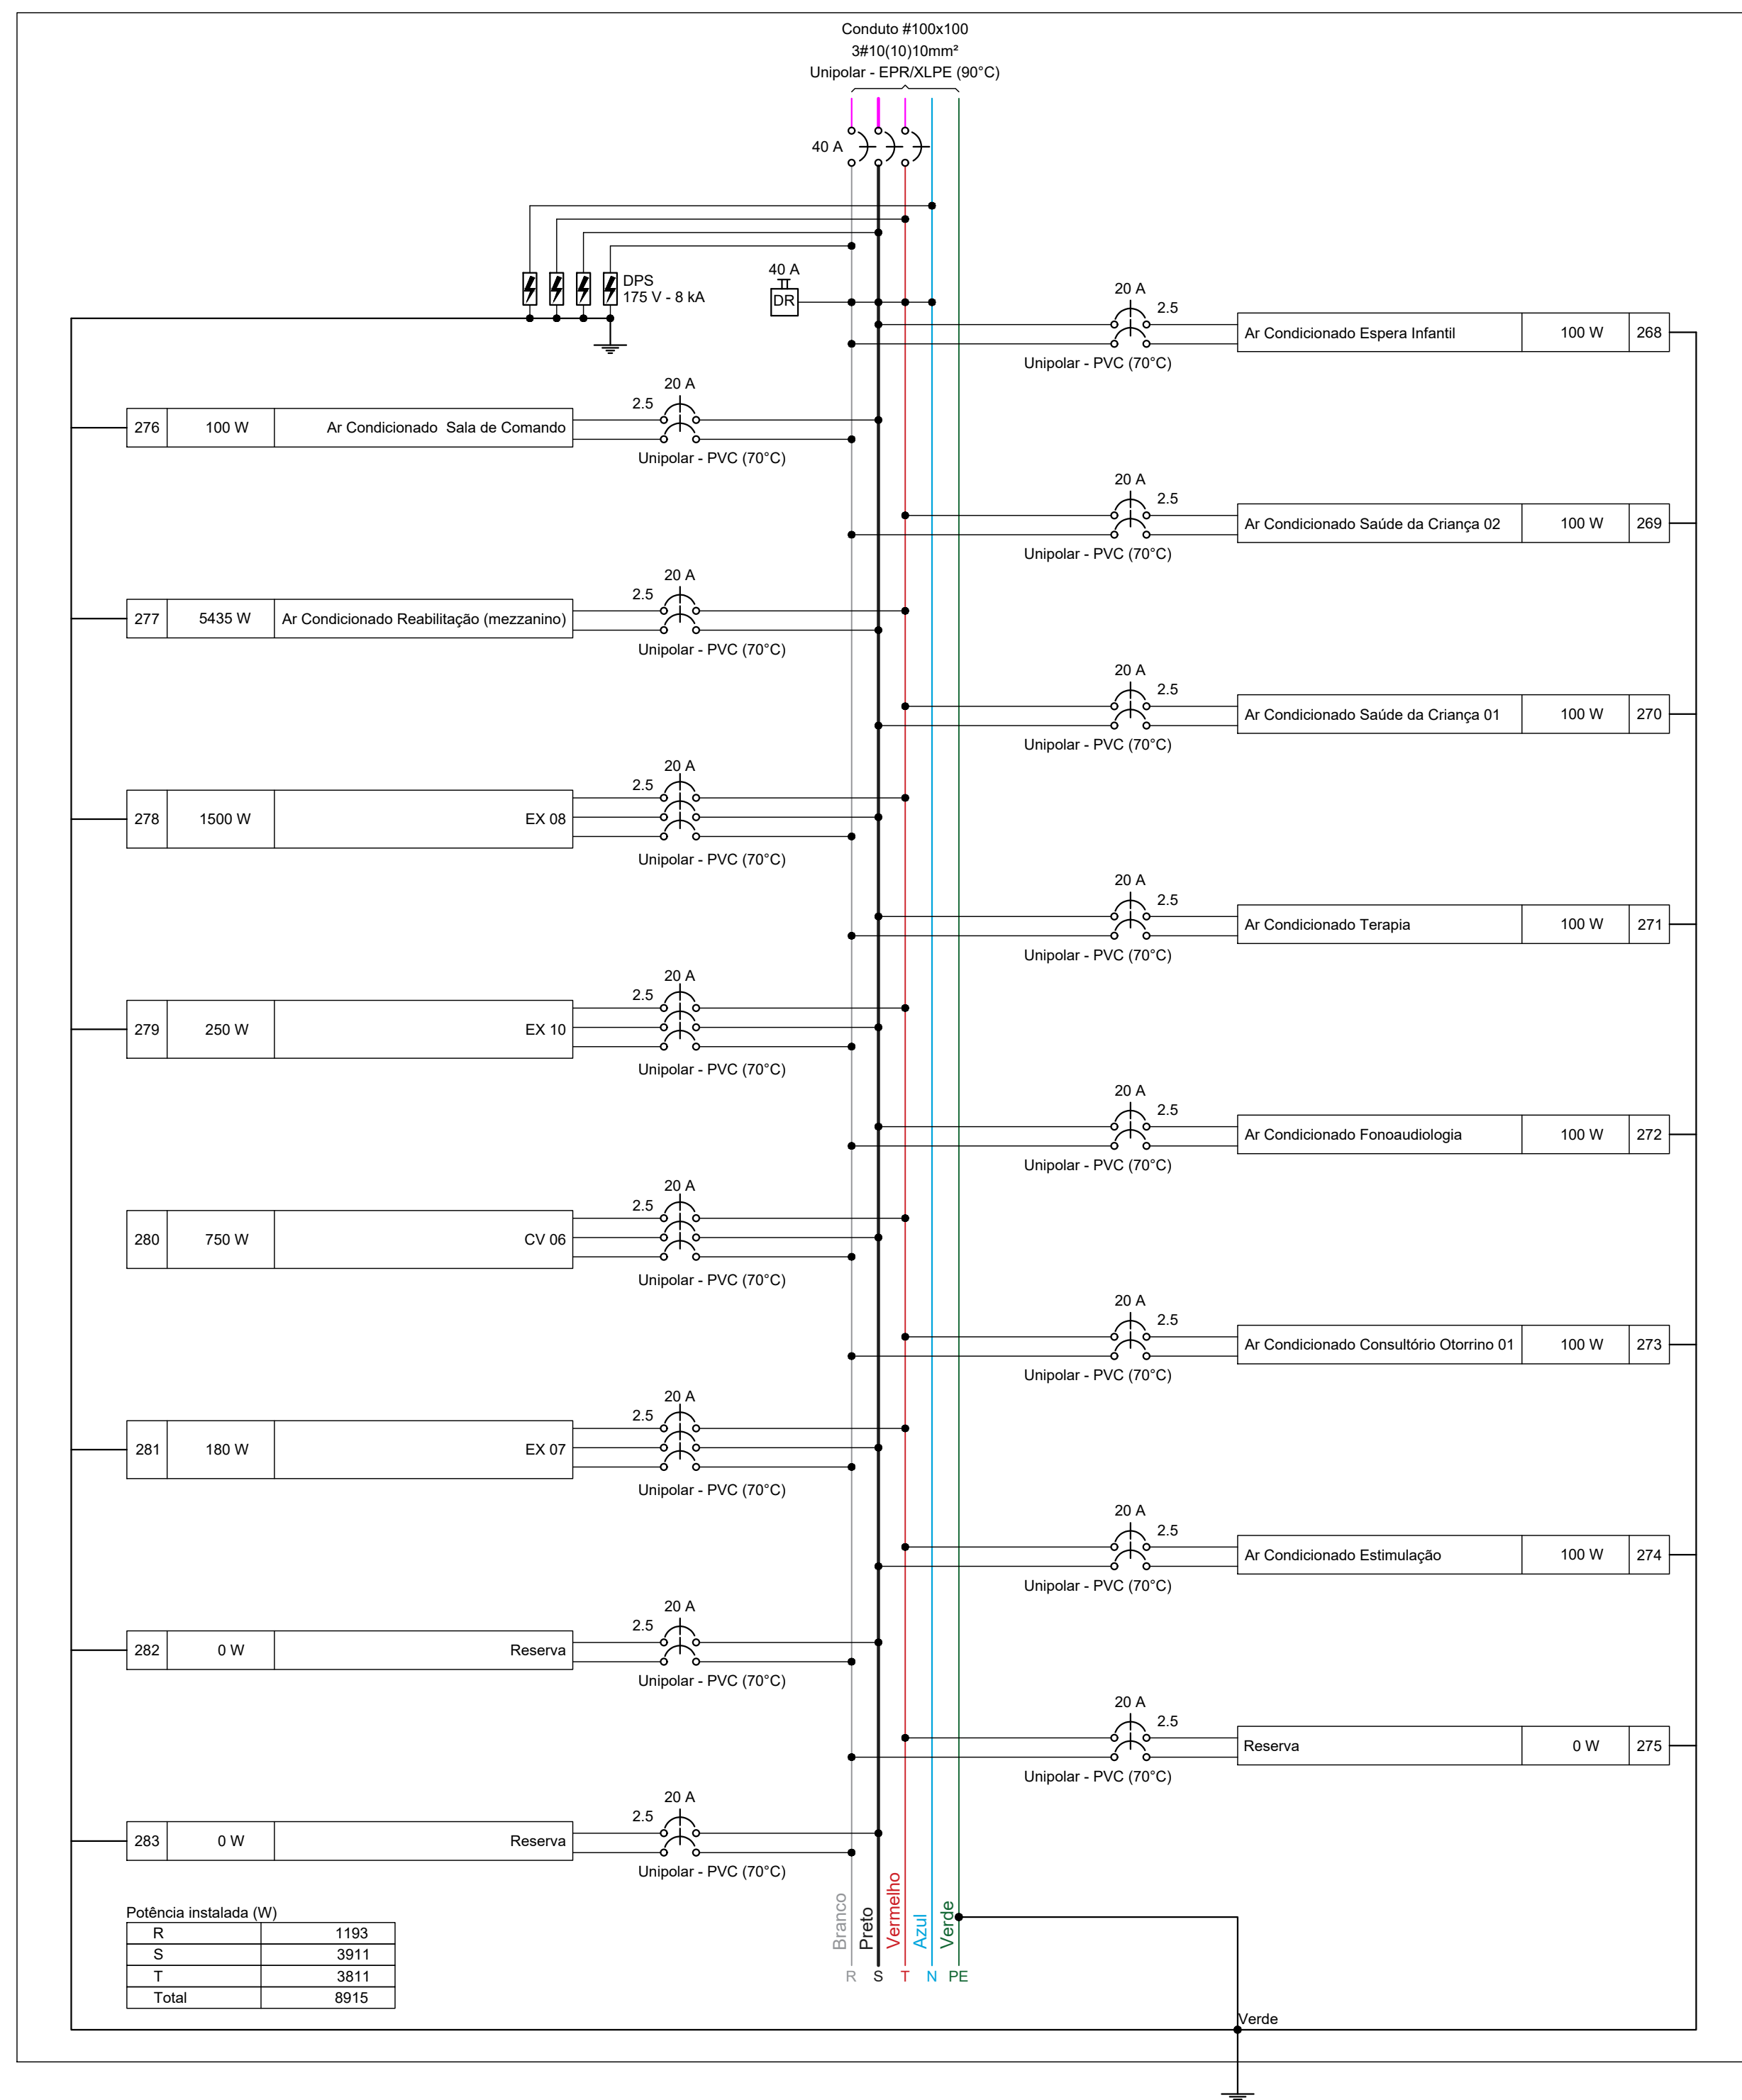 Conduto #100x100
3#10(10)10mm²
Unipolar - EPR/XLPE (90°C)
40 A
DPS
175 V - 8 kA
40 A
DR
20 A
2.5
Unipolar - PVC (70°C)
Ar Condicionado Espera Infantil 100 W 268
276 100 W Ar Condicionado  Sala de Comando
20 A
2.5
Unipolar - PVC (70°C)
20 A
2.5
Unipolar - PVC (70°C)
Ar Condicionado Saúde da Criança 02 100 W 269
277 5435 W Ar Condicionado Reabilitação (mezzanino)
20 A
2.5
Unipolar - PVC (70°C)
20 A
2.5
Unipolar - PVC (70°C)
Ar Condicionado Saúde da Criança 01 100 W 270
278 1500 W EX 08
20 A
2.5
Unipolar - PVC (70°C)
20 A
2.5
Unipolar - PVC (70°C)
Ar Condicionado Terapia 100 W 271
279 250 W EX 10
20 A
2.5
Unipolar - PVC (70°C)
20 A
2.5
Unipolar - PVC (70°C)
Ar Condicionado Fonoaudiologia 100 W 272
280 750 W CV 06
20 A
2.5
Unipolar - PVC (70°C)
20 A
2.5
Unipolar - PVC (70°C)
Ar Condicionado Consultório Otorrino 01 100 W 273
281 180 W EX 07
20 A
2.5
Unipolar - PVC (70°C)
20 A
2.5
Unipolar - PVC (70°C)
Ar Condicionado Estimulação 100 W 274
282 0 W Reserva
20 A
2.5
Unipolar - PVC (70°C)
20 A
2.5
Unipolar - PVC (70°C)
Reserva 0 W 275
283 0 W Reserva
20 A
2.5
Unipolar - PVC (70°C)
Potência instalada (W)
R 1193
S 3911
T 3811
Total 8915
Branco
Preto
Vermelho
Azul
Verde
R S T N PE
Verde